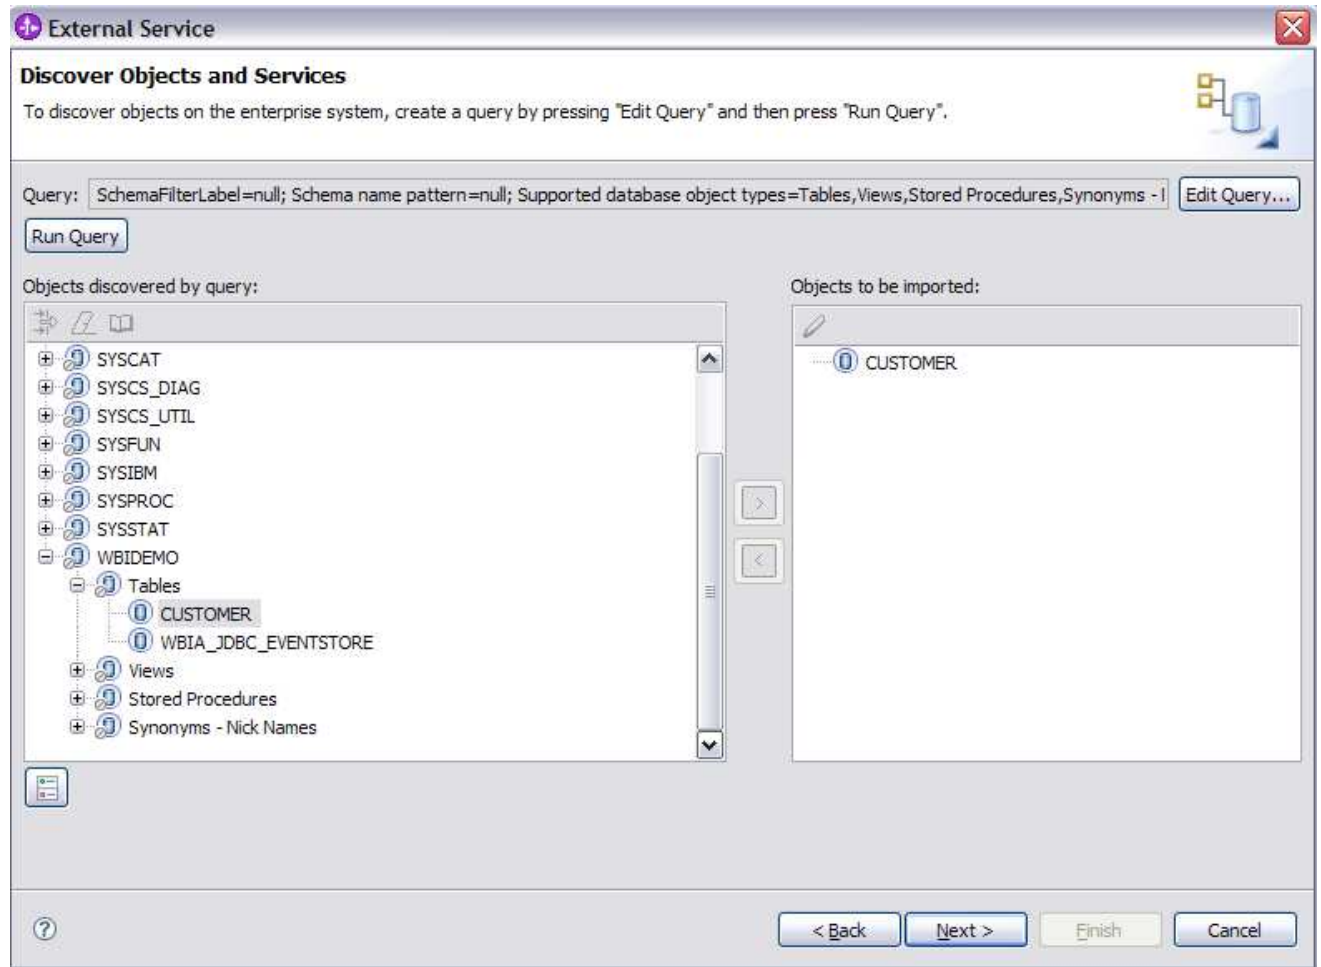 External Service
Discover Objects and Services
To discover objects on the enterprise system, create a query by pressing "Edit Query" and then press "Run Query".
Query: SchemaFilterLabel=null; Schema name pattern=null; Supported database object types=Tables,Views,Stored Procedures,Synonyms - Edit Query...
Run Query
Objects discovered by query: Objects to be imported:
SYSCAT
CUSTOMER
SYSCS_DIAG
SYSCS_UTIL
SYSFUN
SYSIBM
SYSPROC
SYSSTAT
WBIDEMO
Tables
CUSTOMER
WBIA_JDBC_EVENTSTORE
Views
Stored Procedures
Synonyms - Nick Names
< Back Next > Finish Cancel